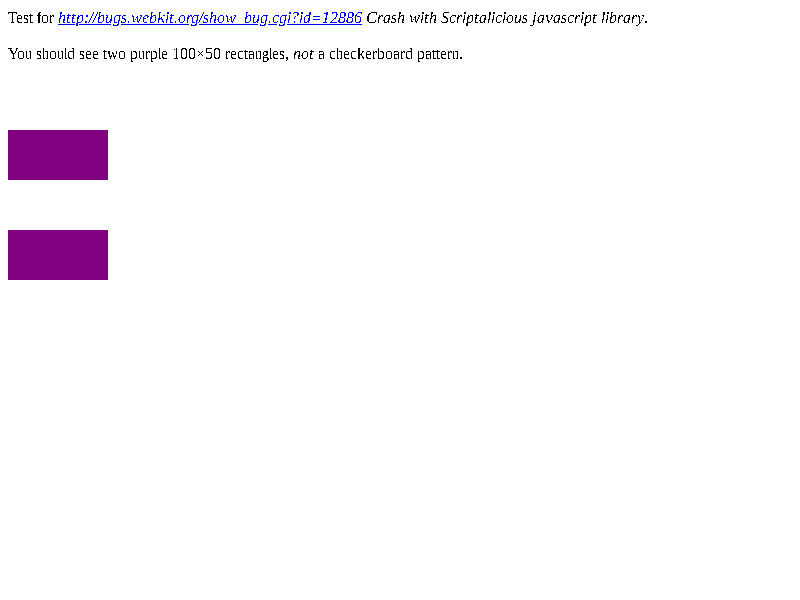 Test for http://bugs.webkit.org/show_bug.cgi?id=12886 Crash with Scriptalicious javascript library.
You should see two purple 100×50 rectangles, not a checkerboard pattern.